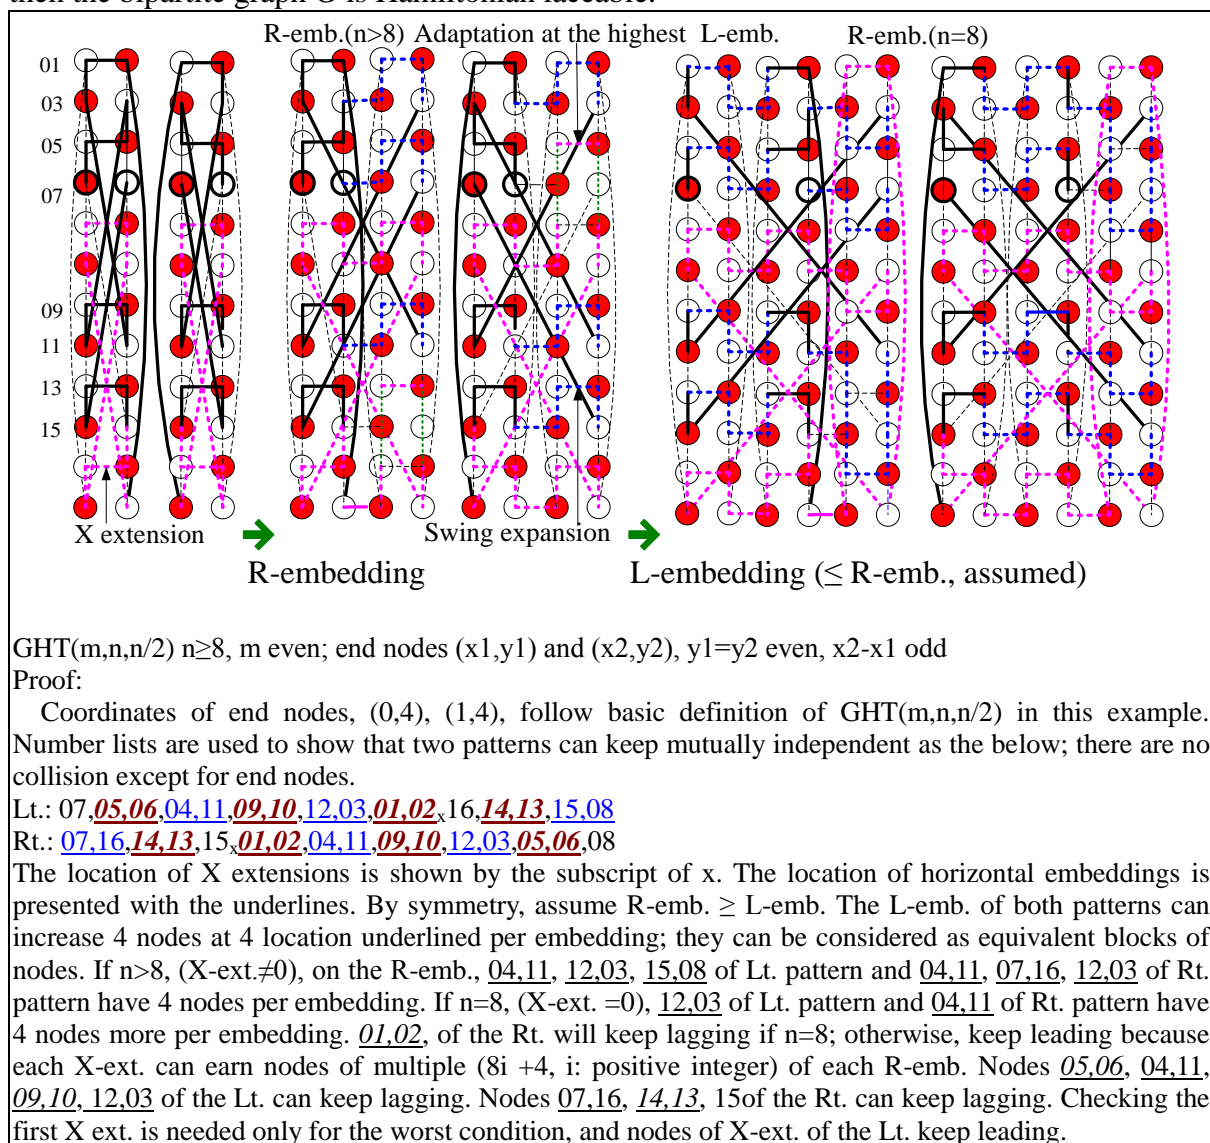 then the bipartite graph G is Hamiltonian laceable.
R-emb.(n>8) Adaptation at the highest L-emb. R-emb.(n=8)
01
03
05
07
09
11
13
15
X extension
Swing expansion
R-embedding
L-embedding (≤ R-emb., assumed)
GHT(m,n,n/2) n≥8, m even; end nodes (x1,y1) and (x2,y2), y1=y2 even, x2-x1 odd
Proof:
Coordinates of end nodes, (0,4), (1,4), follow basic definition of GHT(m,n,n/2) in this example.
Number lists are used to show that two patterns can keep mutually independent as the below; there are no
collision except for end nodes.
Lt.: 07,05,06,04,11,09,10,12,03,01,02x16,14,13,15,08
Rt.: 07,16,14,13,15x01,02,04,11,09,10,12,03,05,06,08
The location of X extensions is shown by the subscript of x. The location of horizontal embeddings is
presented with the underlines. By symmetry, assume R-emb. ≥ L-emb. The L-emb. of both patterns can
increase 4 nodes at 4 location underlined per embedding; they can be considered as equivalent blocks of
nodes. If n>8, (X-ext.≠0), on the R-emb., 04,11, 12,03, 15,08 of Lt. pattern and 04,11, 07,16, 12,03 of Rt.
pattern have 4 nodes per embedding. If n=8, (X-ext. =0), 12,03 of Lt. pattern and 04,11 of Rt. pattern have
4 nodes more per embedding. 01,02, of the Rt. will keep lagging if n=8; otherwise, keep leading because
each X-ext. can earn nodes of multiple (8i +4, i: positive integer) of each R-emb. Nodes 05,06, 04,11,
09,10, 12,03 of the Lt. can keep lagging. Nodes 07,16, 14,13, 15of the Rt. can keep lagging. Checking the
first X ext. is needed only for the worst condition, and nodes of X-ext. of the Lt. keep leading.